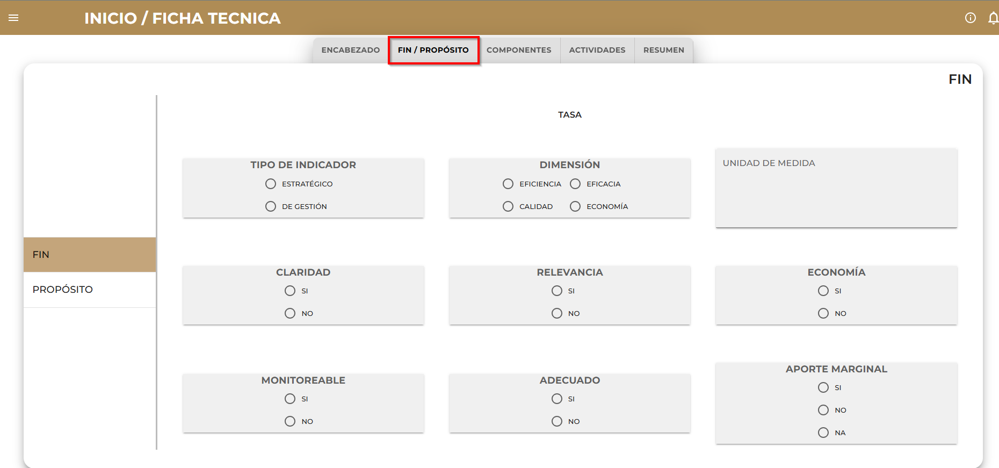 INICIO / FICHA TECNICA
ENCABEZADO FIN / PROPÓSITO COMPONENTES ACTIVIDADES RESUMEN
FIN
TASA
TIPO DE INDICADOR
ESTRATÉGICO
DE GESTIÓN
DIMENSIÓN
EFICIENCIA EFICACIA
CALIDAD ECONOMÍA
UNIDAD DE MEDIDA
FIN
PROPÓSITO
CLARIDAD
SI
NO
RELEVANCIA
SI
NO
ECONOMÍA
SI
NO
MONITOREABLE
SI
NO
ADECUADO
SI
NO
APORTE MARGINAL
SI
NO
NA